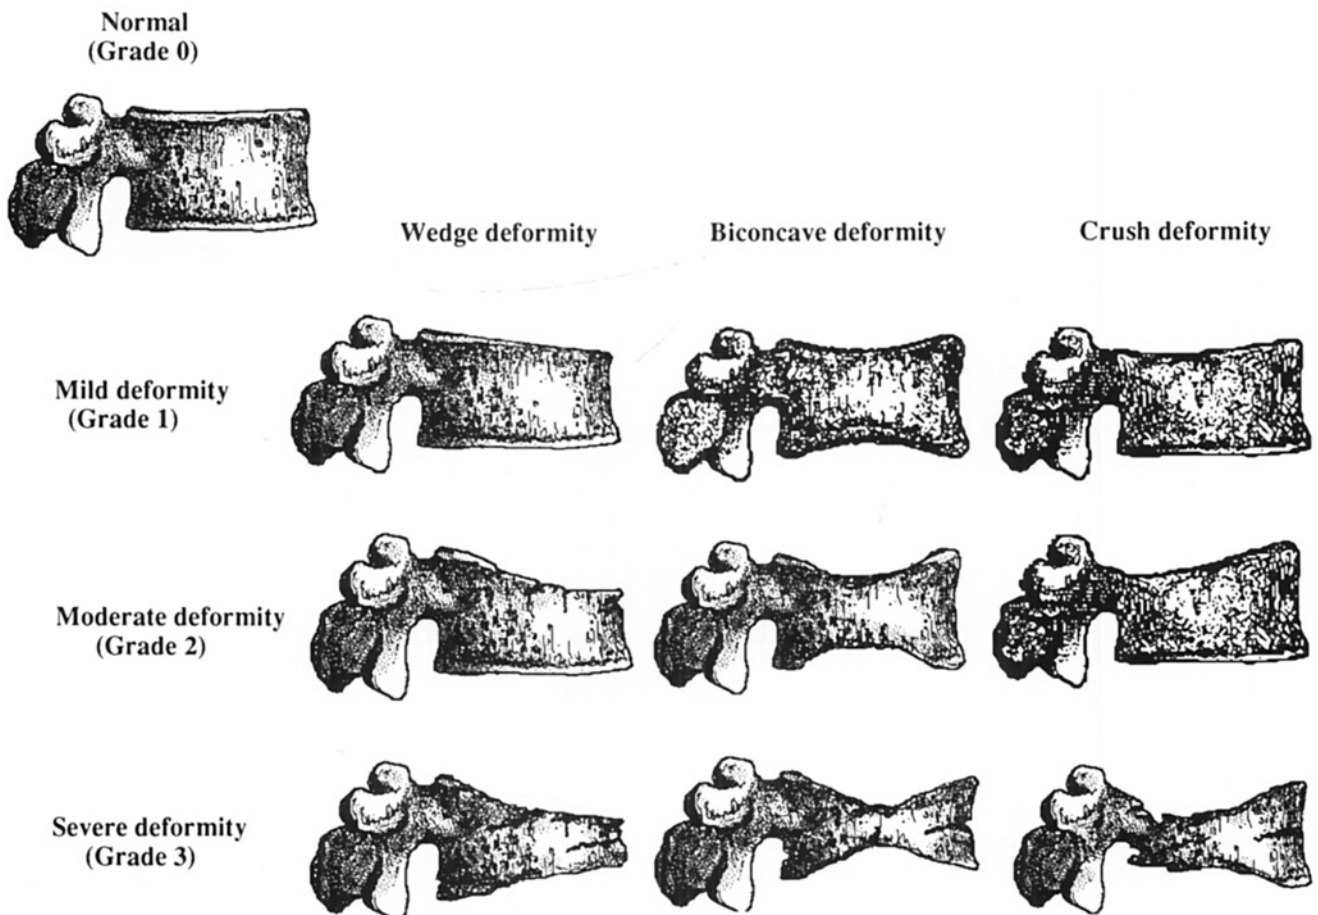 Normal
(Grade 0)
Wedge deformity
Biconcave deformity
Crush deformity
Mild deformity
(Grade 1)
Moderate deformity
(Grade 2)
Severe deformity
(Grade 3)